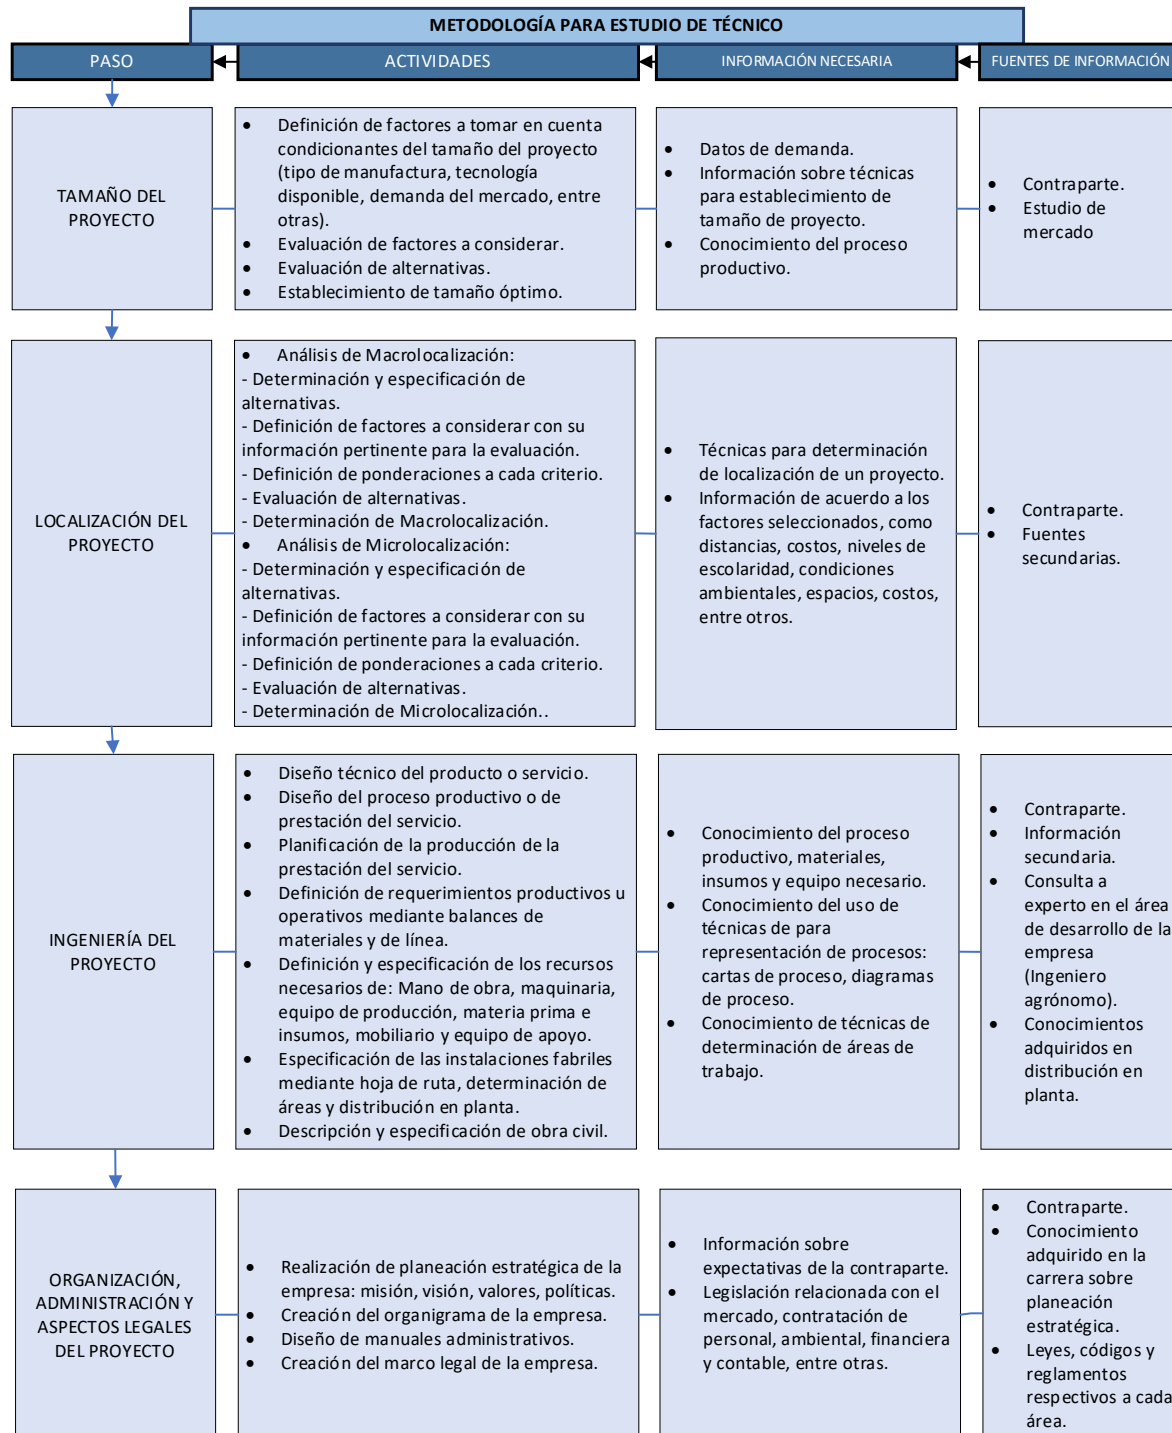 METODOLOGÍA PARA ESTUDIO DE TÉCNICO
PASO
ACTIVIDADES
INFORMACIÓN NECESARIA
FUENTES DE INFORMACIÓN
TAMAÑO DEL
PROYECTO
• Definición de factores a tomar en cuenta
condicionantes del tamaño del proyecto
(tipo de manufactura, tecnología
disponible, demanda del mercado, entre
otras).
• Evaluación de factores a considerar.
• Evaluación de alternativas.
• Establecimiento de tamaño óptimo.
• Datos de demanda.
• Información sobre técnicas
para establecimiento de
tamaño de proyecto.
• Conocimiento del proceso
productivo.
• Contraparte.
• Estudio de
mercado
LOCALIZACIÓN DEL
PROYECTO
• Análisis de Macrolocalización:
- Determinación y especificación de
alternativas.
- Definición de factores a considerar con su
información pertinente para la evaluación.
- Definición de ponderaciones a cada criterio.
- Evaluación de alternativas.
- Determinación de Macrolocalización.
• Análisis de Microlocalización:
- Determinación y especificación de
alternativas.
- Definición de factores a considerar con su
información pertinente para la evaluación.
- Definición de ponderaciones a cada criterio.
- Evaluación de alternativas.
- Determinación de Microlocalización..
• Técnicas para determinación
de localización de un proyecto.
• Información de acuerdo a los
factores seleccionados, como
distancias, costos, niveles de
escolaridad, condiciones
ambientales, espacios, costos,
entre otros.
• Contraparte.
• Fuentes
secundarias.
INGENIERÍA DEL
PROYECTO
• Diseño técnico del producto o servicio.
• Diseño del proceso productivo o de
prestación del servicio.
• Planificación de la producción de la
prestación del servicio.
• Definición de requerimientos productivos u
operativos mediante balances de
materiales y de línea.
• Definición y especificación de los recursos
necesarios de: Mano de obra, maquinaria,
equipo de producción, materia prima e
insumos, mobiliario y equipo de apoyo.
• Especificación de las instalaciones fabriles
mediante hoja de ruta, determinación de
áreas y distribución en planta.
• Descripción y especificación de obra civil.
• Conocimiento del proceso
productivo, materiales,
insumos y equipo necesario.
• Conocimiento del uso de
técnicas de para
representación de procesos:
cartas de proceso, diagramas
de proceso.
• Conocimiento de técnicas de
determinación de áreas de
trabajo.
• Contraparte.
• Información
secundaria.
• Consulta a
experto en el área
de desarrollo de la
empresa
(Ingeniero
agrónomo).
• Conocimientos
adquiridos en
distribución en
planta.
ORGANIZACIÓN,
ADMINISTRACIÓN Y
ASPECTOS LEGALES
DEL PROYECTO
• Realización de planeación estratégica de la
empresa: misión, visión, valores, políticas.
• Creación del organigrama de la empresa.
• Diseño de manuales administrativos.
• Creación del marco legal de la empresa.
• Información sobre
expectativas de la contraparte.
• Legislación relacionada con el
mercado, contratación de
personal, ambiental, financiera
y contable, entre otras.
• Contraparte.
• Conocimiento
adquirido en la
carrera sobre
planeación
estratégica.
• Leyes, códigos y
reglamentos
respectivos a cada
área.